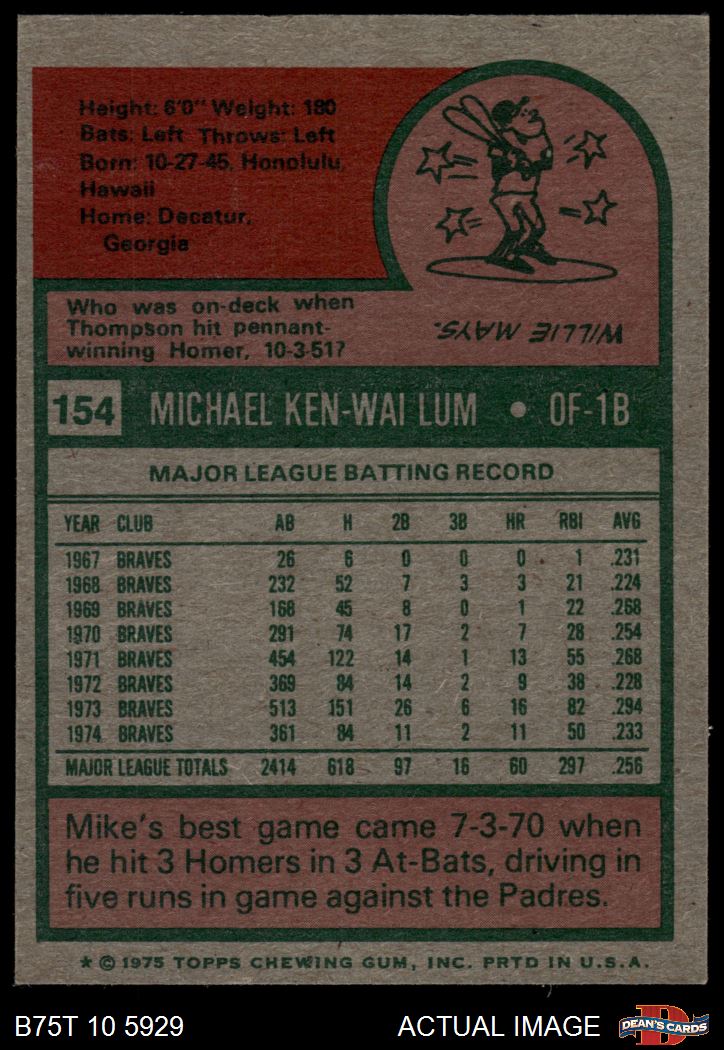 Height: 6'0" Weight: 180
Bats: Left Throws: Left
Born: 10-27-45, Honolulu,
Hawaii
Home: Decatur,
Georgia
Who was on-deck when
Thompson hit pennant-
winning Homer, 10-3-51?
WILLIE MAYS.
154 MICHAEL KEN-WAI LUM • OF-1B
MAJOR LEAGUE BATTING RECORD
YEAR CLUB AB H 2B 3B HR RBI AVG
1967 BRAVES 26 6 0 0 0 1 .231
1968 BRAVES 232 52 7 3 3 21 .224
1969 BRAVES 168 45 8 0 1 22 .268
1970 BRAVES 291 74 17 2 7 28 .254
1971 BRAVES 454 122 14 1 13 55 .268
1972 BRAVES 369 84 14 2 9 38 .228
1973 BRAVES 513 151 26 6 16 82 .294
1974 BRAVES 361 84 11 2 11 50 .233
MAJOR LEAGUE TOTALS 2414 618 97 16 60 297 .256
Mike's best game came 7-3-70 when
he hit 3 Homers in 3 At-Bats, driving in
five runs in game against the Padres.
* © 1975 TOPPS CHEWING GUM, INC. PRTD IN U.S.A.
B75T 10 5929 ACTUAL IMAGE D DEAN'S CARDS